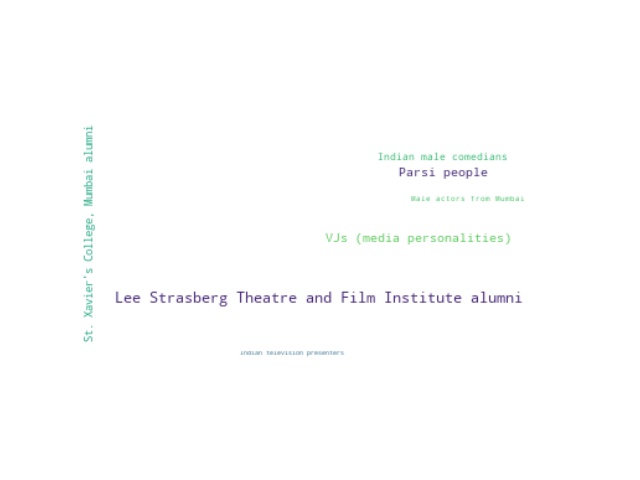 St. Xavier's College, Mumbai alumni
Indian male comedians
Parsi people
Male actors from Mumbai
VJs (media personalities)
Lee Strasberg Theatre and Film Institute alumni
Indian television presenters